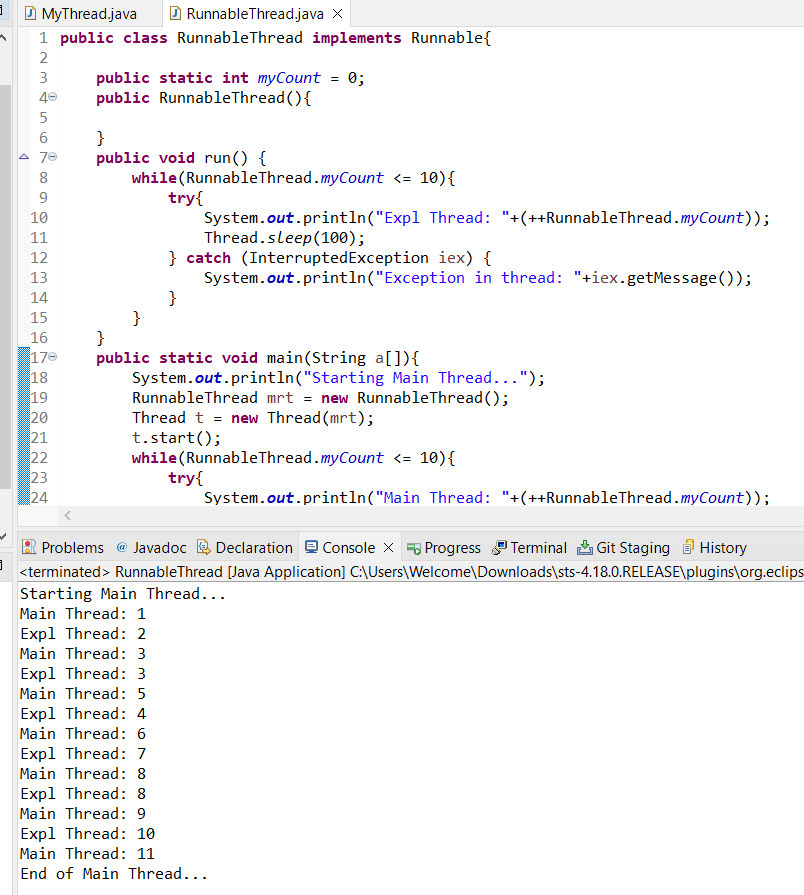 MyThread.java RunnableThread.java
1 public class RunnableThread implements Runnable{
2
3 public static int myCount = 0;
4 public RunnableThread(){
5
6 }
7 public void run() {
8 while(RunnableThread.myCount <= 10){
9 try{
10 System.out.println("Expl Thread: "+(++RunnableThread.myCount));
11 Thread.sleep(100);
12 } catch (InterruptedException iex) {
13 System.out.println("Exception in thread: "+iex.getMessage());
14 }
15 }
16 }
17 public static void main(String a[]){
18 System.out.println("Starting Main Thread...");
19 RunnableThread mrt = new RunnableThread();
20 Thread t = new Thread(mrt);
21 t.start();
22 while(RunnableThread.myCount <= 10){
23 try{
24 System.out.println("Main Thread: "+(++RunnableThread.myCount));
Problems Javadoc Declaration Console Progress Terminal Git Staging History
<terminated> RunnableThread [Java Application] C:\Users\Welcome\Downloads\sts-4.18.0.RELEASE\plugins\org.eclips
Starting Main Thread...
Main Thread: 1
Expl Thread: 2
Main Thread: 3
Expl Thread: 3
Main Thread: 5
Expl Thread: 4
Main Thread: 6
Expl Thread: 7
Main Thread: 8
Expl Thread: 8
Main Thread: 9
Expl Thread: 10
Main Thread: 11
End of Main Thread...